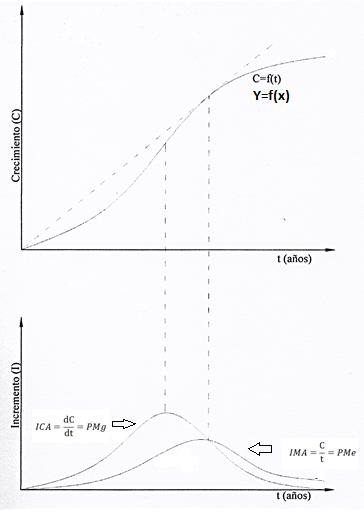 C=f(t)
Y=f(x)
Crecimiento (C)
t (años)
Incremento (I)
ICA = dC/dt = PMg
IMA = C/t = PMe
t (años)